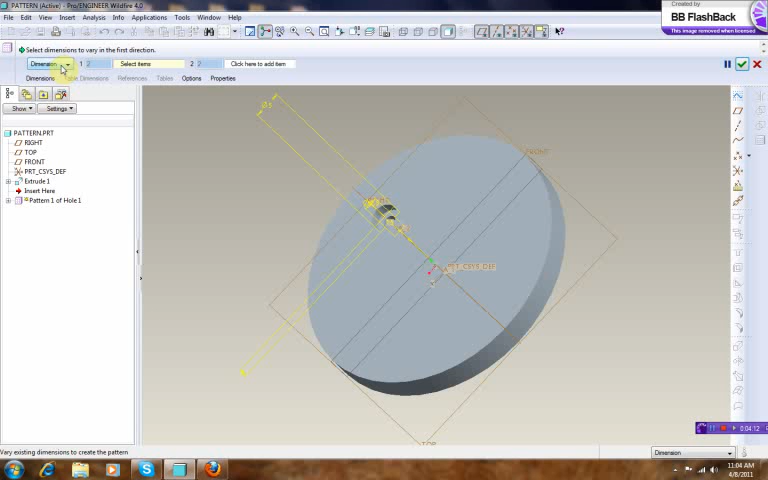 PATTERN (Active) - Pro/ENGINEER Wildfire 4.0
Created by
BB FlashBack
This image removed when licensed
File Edit View Insert Analysis Info Applications Tools Window Help
Select dimensions to vary in the first direction.
Dimension 1 2 Select items 2 2 Click here to add item
Dimensions Table Dimensions References Tables Options Properties
Show Settings
PATTERN.PRT
RIGHT
TOP
FRONT
PRT_CSYS_DEF
Extrude 1
Insert Here
Pattern 1 of Hole 1
FRONT
PRT_CSYS_DEF
TOP
0:04:12
Vary existing dimensions to create the pattern
Dimension
11:04 AM
4/8/2011